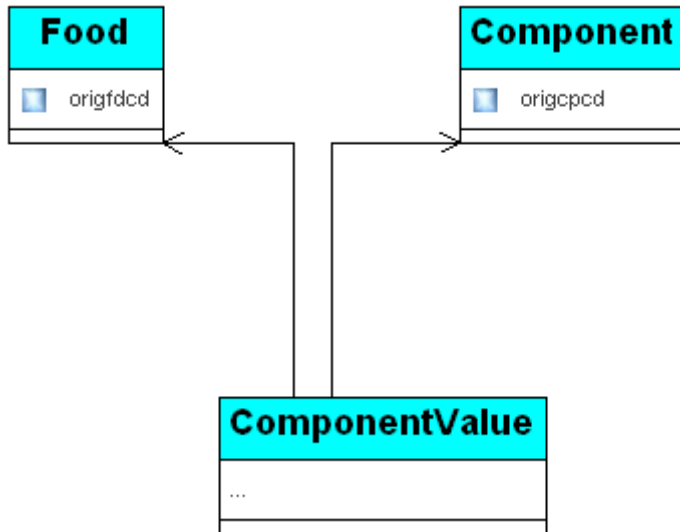 Food
Component
origfdcd
origcpcd
ComponentValue
...